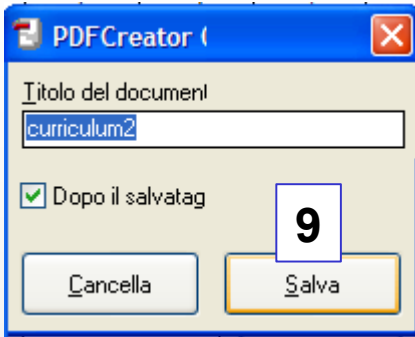 PDFCreator (
Titolo del document
curriculum2
Dopo il salvatag
9
Cancella
Salva